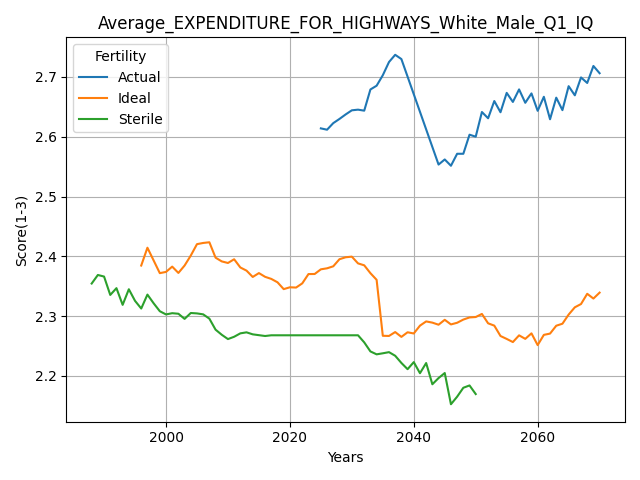 Average_EXPENDITURE_FOR_HIGHWAYS_White_Male_Q1_IQ
Fertility
Actual
Ideal
Sterile
Score(1-3)
2.7
2.6
2.5
2.4
2.3
2.2
2000 2020 2040 2060
Years